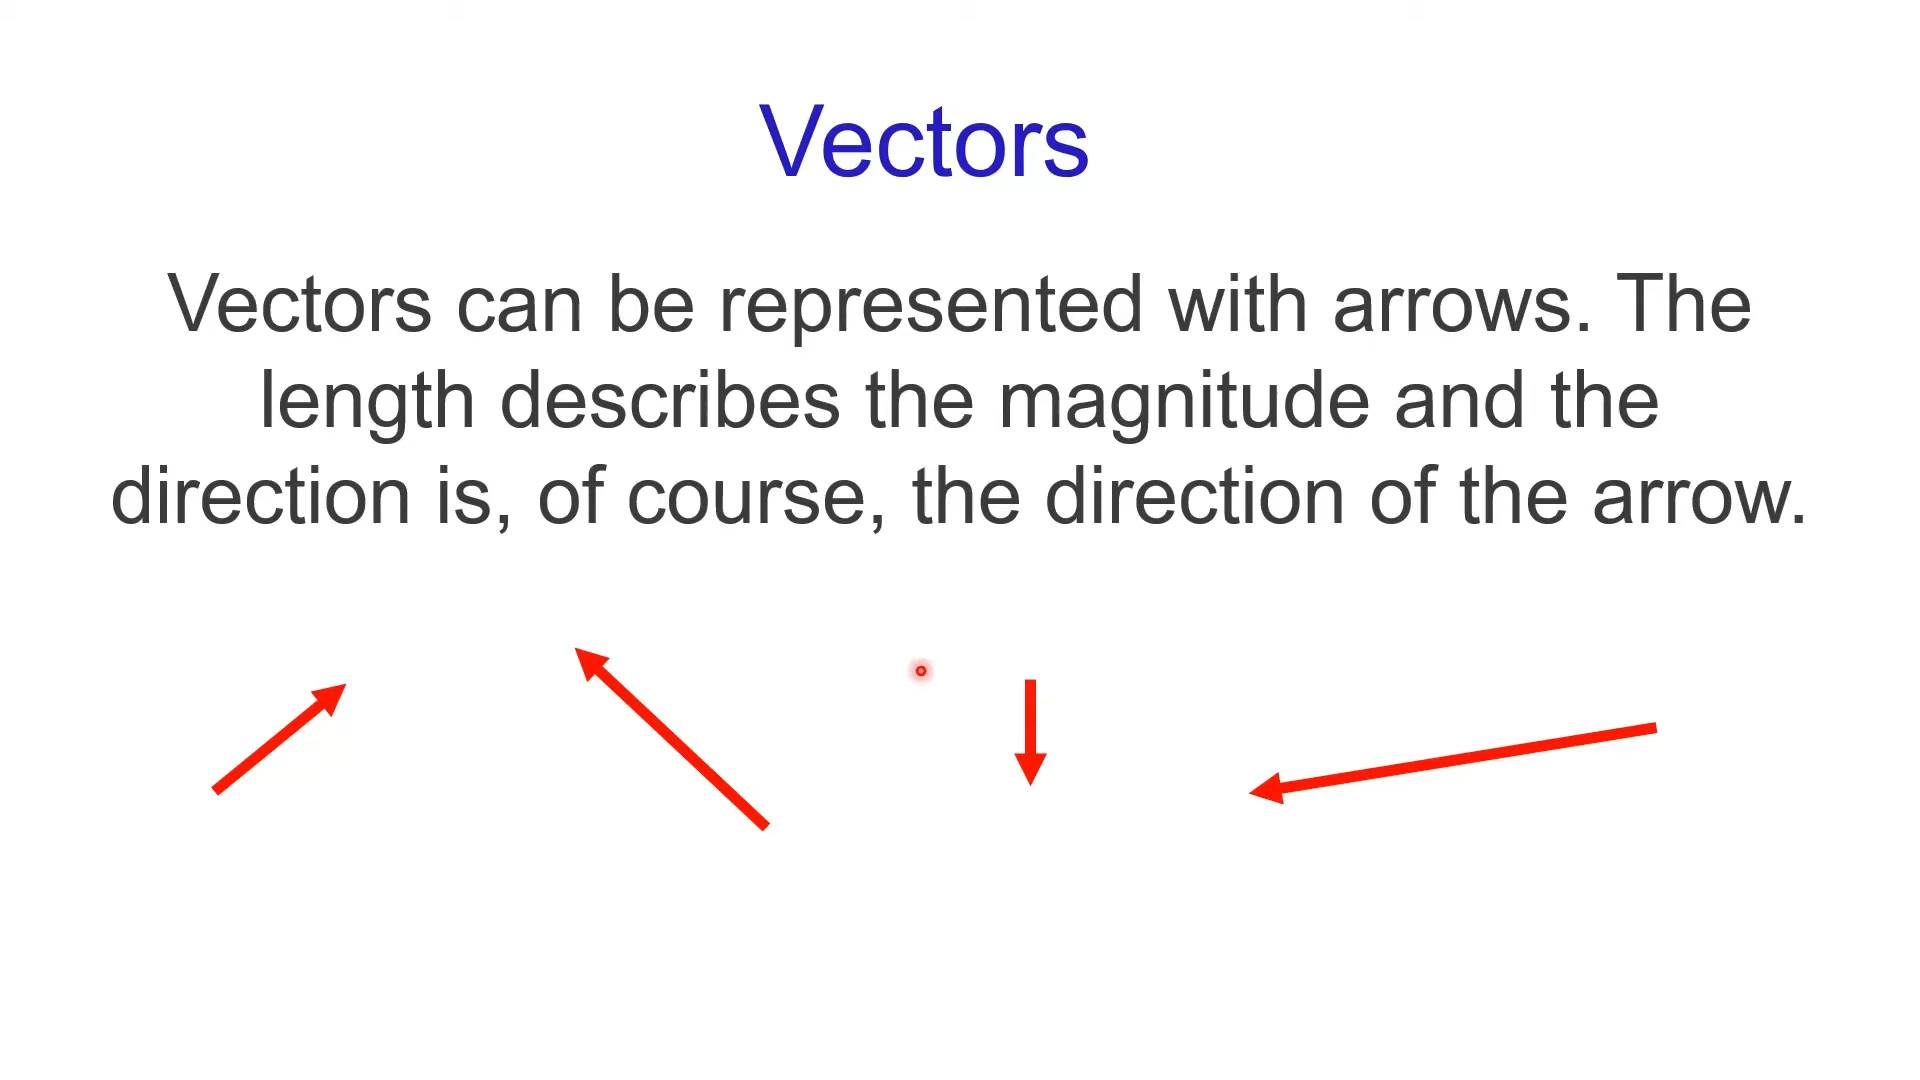 Vectors
Vectors can be represented with arrows. The
length describes the magnitude and the
direction is, of course, the direction of the arrow.